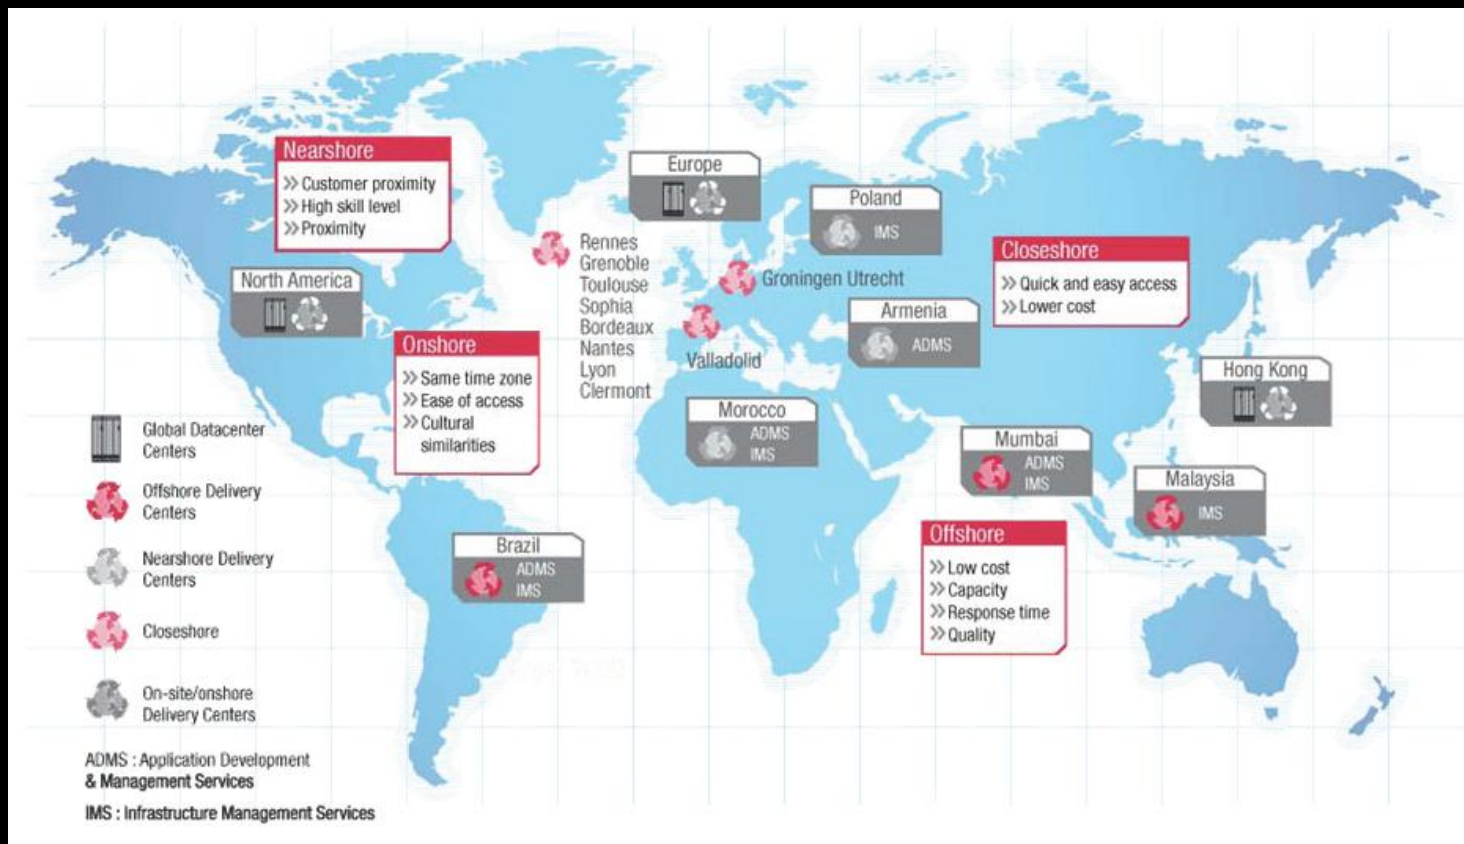 Nearshore
Customer proximity
High skill level
Proximity
North America
Onshore
Same time zone
Ease of access
Cultural
similarities
Europe
Poland
IMS
Rennes
Grenoble
Toulouse
Sophia
Bordeaux
Nantes
Lyon
Clermont
Groningen Utrecht
Valladolid
Armenia
ADMS
Closeshore
Quick and easy access
Lower cost
Hong Kong
Morocco
ADMS
IMS
Mumbai
ADMS
IMS
Malaysia
IMS
Offshore
Low cost
Capacity
Response time
Quality
Brazil
ADMS
IMS
Global Datacenter
Centers
Offshore Delivery
Centers
Nearshore Delivery
Centers
Closeshore
On-site/onshore
Delivery Centers
ADMS : Application Development
& Management Services
IMS : Infrastructure Management Services